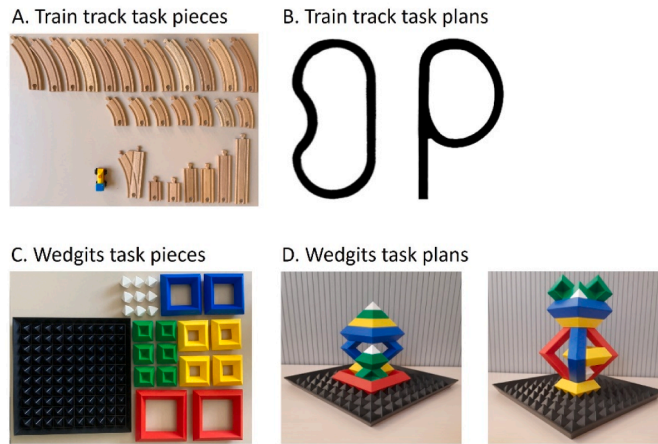 A. Train track task pieces
B. Train track task plans
C. Wedgits task pieces
D. Wedgits task plans